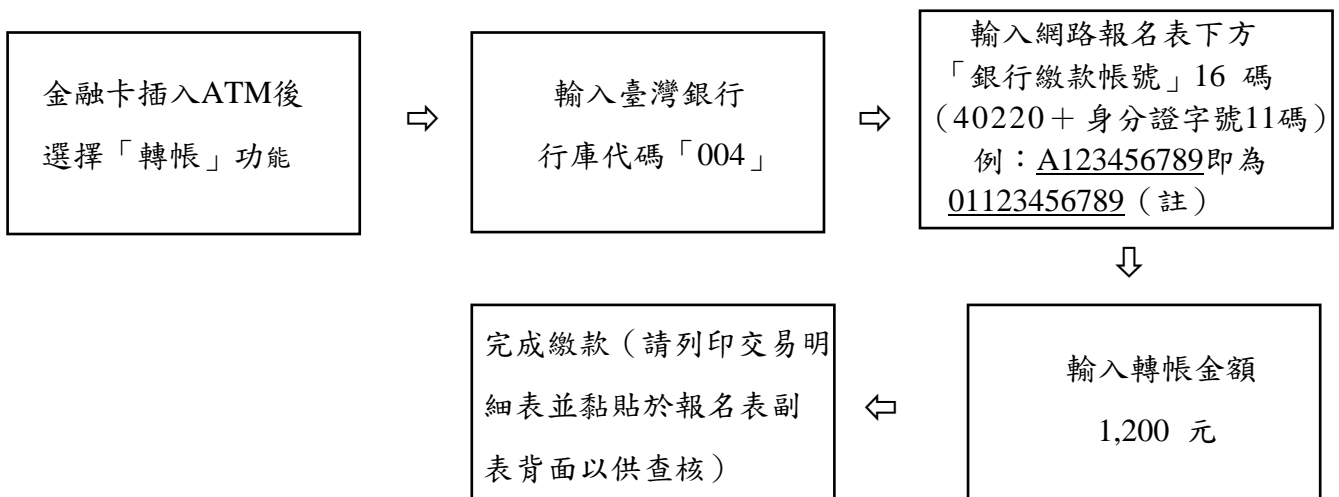 金融卡插入ATM後
選擇「轉帳」功能
⇨
輸入臺灣銀行
行庫代碼「004」
⇨
輸入網路報名表下方
「銀行繳款帳號」16 碼
（40220＋身分證字號11碼）
例：A123456789即為
01123456789（註）
⇩
輸入轉帳金額
1,200 元
⇦
完成繳款（請列印交易明
細表並黏貼於報名表副
表背面以供查核）